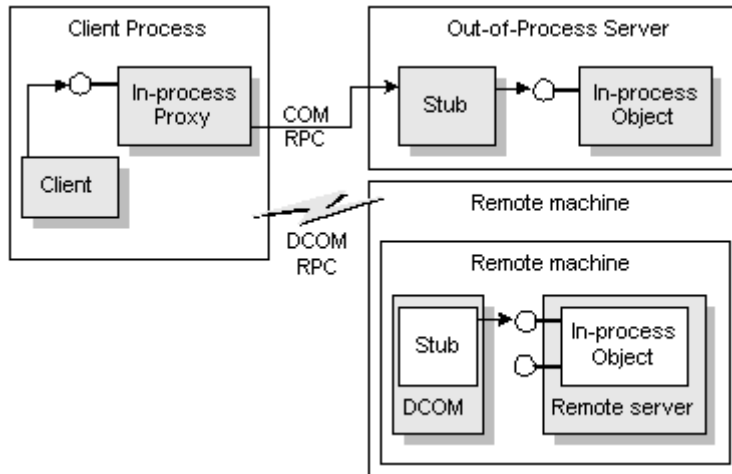 Client Process
In-process
Proxy
Client
COM
RPC
DCOM
RPC
Out-of-Process Server
Stub
In-process
Object
Remote machine
Remote machine
Stub
DCOM
In-process
Object
Remote server